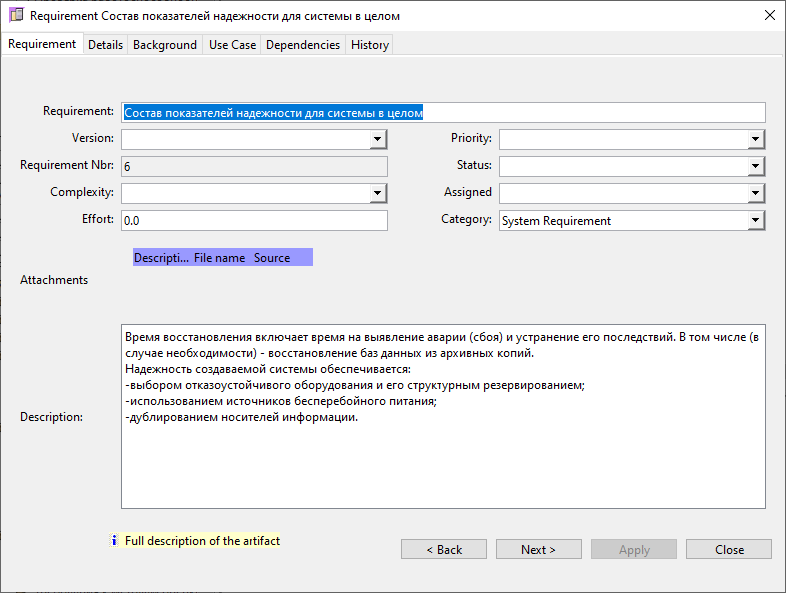 Requirement Состав показателей надежности для системы в целом
Requirement Details Background Use Case Dependencies History
Requirement: Состав показателей надежности для системы в целом
Version: Priority:
Requirement Nbr: 6 Status:
Complexity: Assigned
Effort: 0.0 Category: System Requirement
Descripti... File name Source
Attachments
Время восстановления включает время на выявление аварии (сбоя) и устранение его последствий. В том числе (в
случае необходимости) - восстановление баз данных из архивных копий.
Надежность создаваемой системы обеспечивается:
-выбором отказоустойчивого оборудования и его структурным резервированием;
-использованием источников бесперебойного питания;
Description:
-дублированием носителей информации.
Full description of the artifact
< Back Next > Apply Close